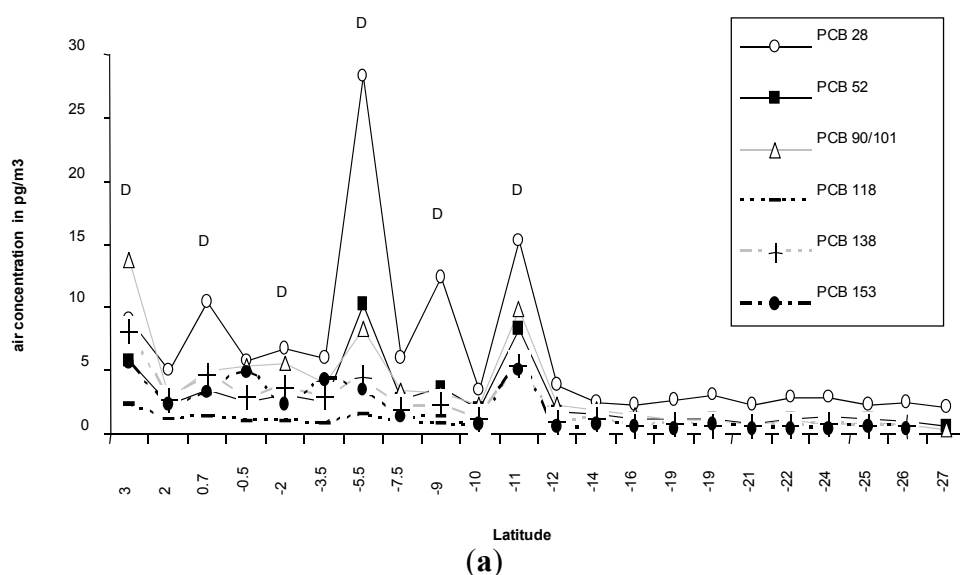 D
30
25
20
15
10
5
0
air concentration in pg/m3
D
D
D
D
D
PCB 28
PCB 52
PCB 90/101
PCB 118
PCB 138
PCB 153
3
2
0.7
-0.5
-2
-3.5
-5.5
-7.5
-9
-10
-11
-12
-14
-16
-19
-19
-21
-22
-24
-25
-26
-27
Latitude
(a)